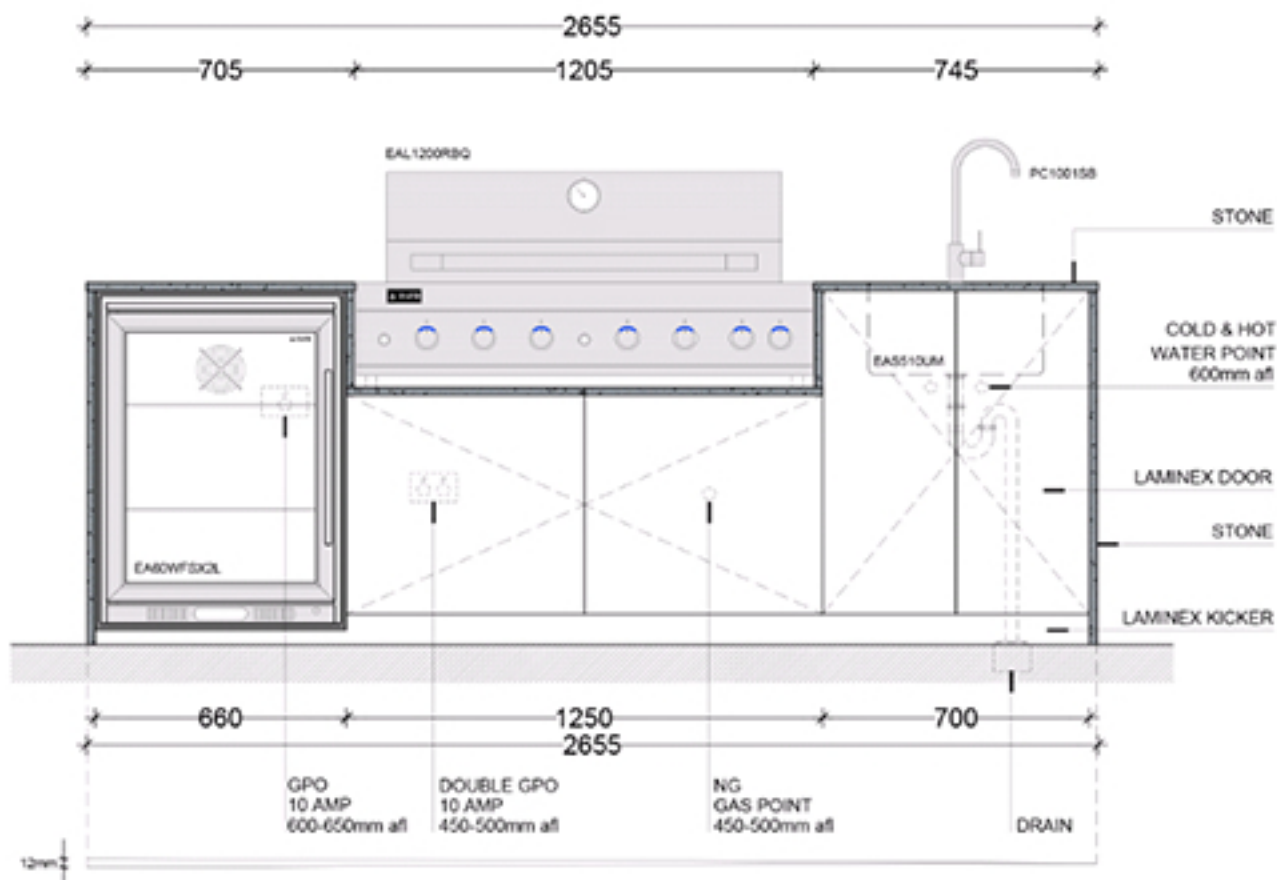 2655
705 1205 745
EAL1200RBQ
PC1001SB
STONE
COLD & HOT
WATER POINT
600mm afl
EAS510UM
LAMINEX DOOR
STONE
EA60WFSX2L
LAMINEX KICKER
660 1250 700
2655
GPO
10 AMP
600-650mm afl
DOUBLE GPO
10 AMP
450-500mm afl
NG
GAS POINT
450-500mm afl
DRAIN
12mm